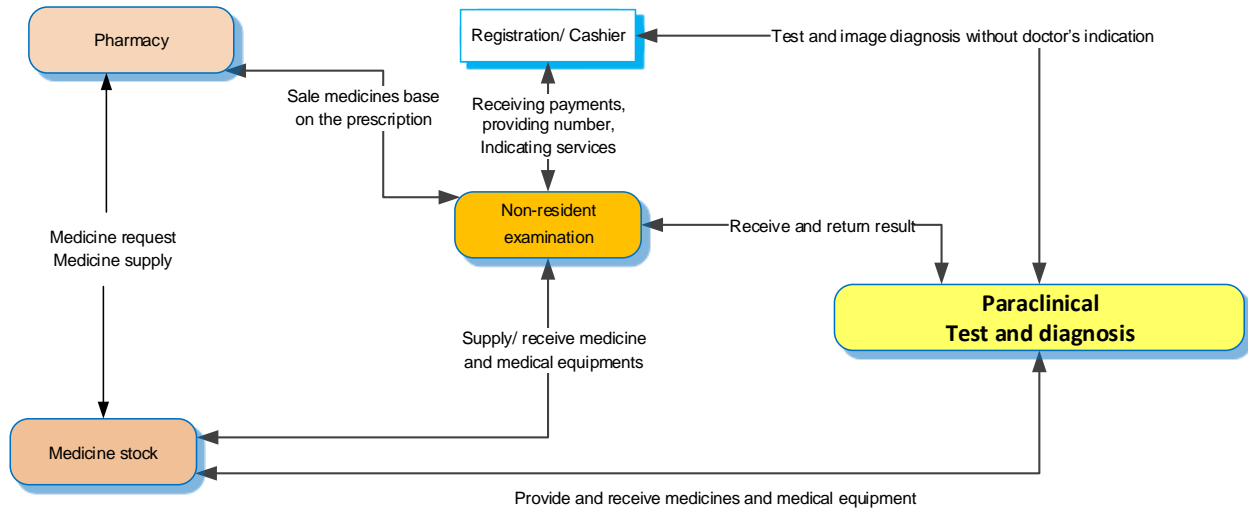 Pharmacy
Registration/ Cashier
Test and image diagnosis without doctor's indication
Sale medicines base
on the prescription
Receiving payments,
providing number,
Indicating services
Non-resident
examination
Receive and return result
Medicine request
Medicine supply
Paraclinical
Test and diagnosis
Supply/ receive medicine
and medical equipments
Medicine stock
Provide and receive medicines and medical equipment